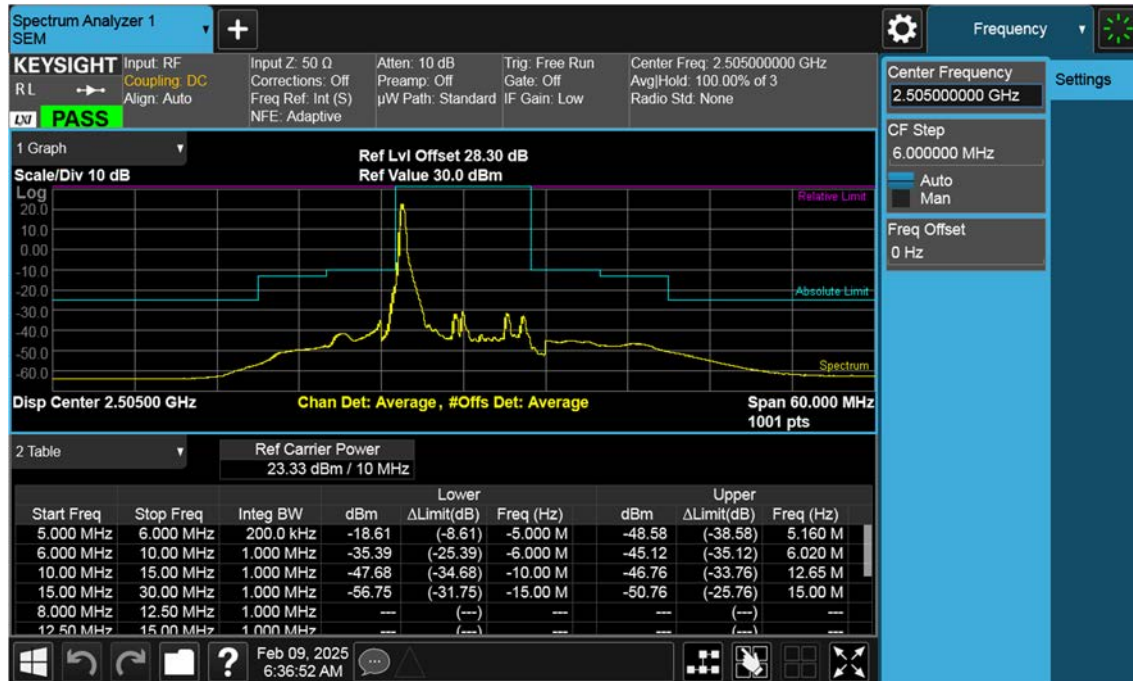 Spectrum Analyzer 1
SEM
Frequency
KEYSIGHT
RL
LXI PASS
Input: RF
Coupling: DC
Align: Auto
Input Z: 50 Ω
Corrections: Off
Freq Ref: Int (S)
NFE: Adaptive
Atten: 10 dB
Preamp: Off
µW Path: Standard
Trig: Free Run
Gate: Off
IF Gain: Low
Center Freq: 2.505000000 GHz
Avg|Hold: 100.00% of 3
Radio Std: None
Center Frequency
2.505000000 GHz
Settings
CF Step
6.000000 MHz
Auto
Man
Freq Offset
0 Hz
1 Graph
Scale/Div 10 dB
Ref Lvl Offset 28.30 dB
Ref Value 30.0 dBm
Log
Relative Limit
20.0
10.0
0.00
-10.0
-20.0
-30.0
-40.0
-50.0
-60.0
Absolute Limit
Spectrum
Disp Center 2.50500 GHz
Chan Det: Average, #Offs Det: Average
Span 60.000 MHz
1001 pts
2 Table
Ref Carrier Power
23.33 dBm / 10 MHz
Lower Upper
Start Freq Stop Freq Integ BW dBm ΔLimit(dB) Freq (Hz) dBm ΔLimit(dB) Freq (Hz)
5.000 MHz 6.000 MHz 200.0 kHz -18.61 (-8.61) -5.000 M -48.58 (-38.58) 5.160 M
6.000 MHz 10.00 MHz 1.000 MHz -35.39 (-25.39) -6.000 M -45.12 (-35.12) 6.020 M
10.00 MHz 15.00 MHz 1.000 MHz -47.68 (-34.68) -10.00 M -46.76 (-33.76) 12.65 M
15.00 MHz 30.00 MHz 1.000 MHz -56.75 (-31.75) -15.00 M -50.76 (-25.76) 15.00 M
8.000 MHz 12.50 MHz 1.000 MHz --- (---) --- --- (---) ---
12.50 MHz 15.00 MHz 1.000 MHz --- (---) --- --- (---) ---
Feb 09, 2025
6:36:52 AM